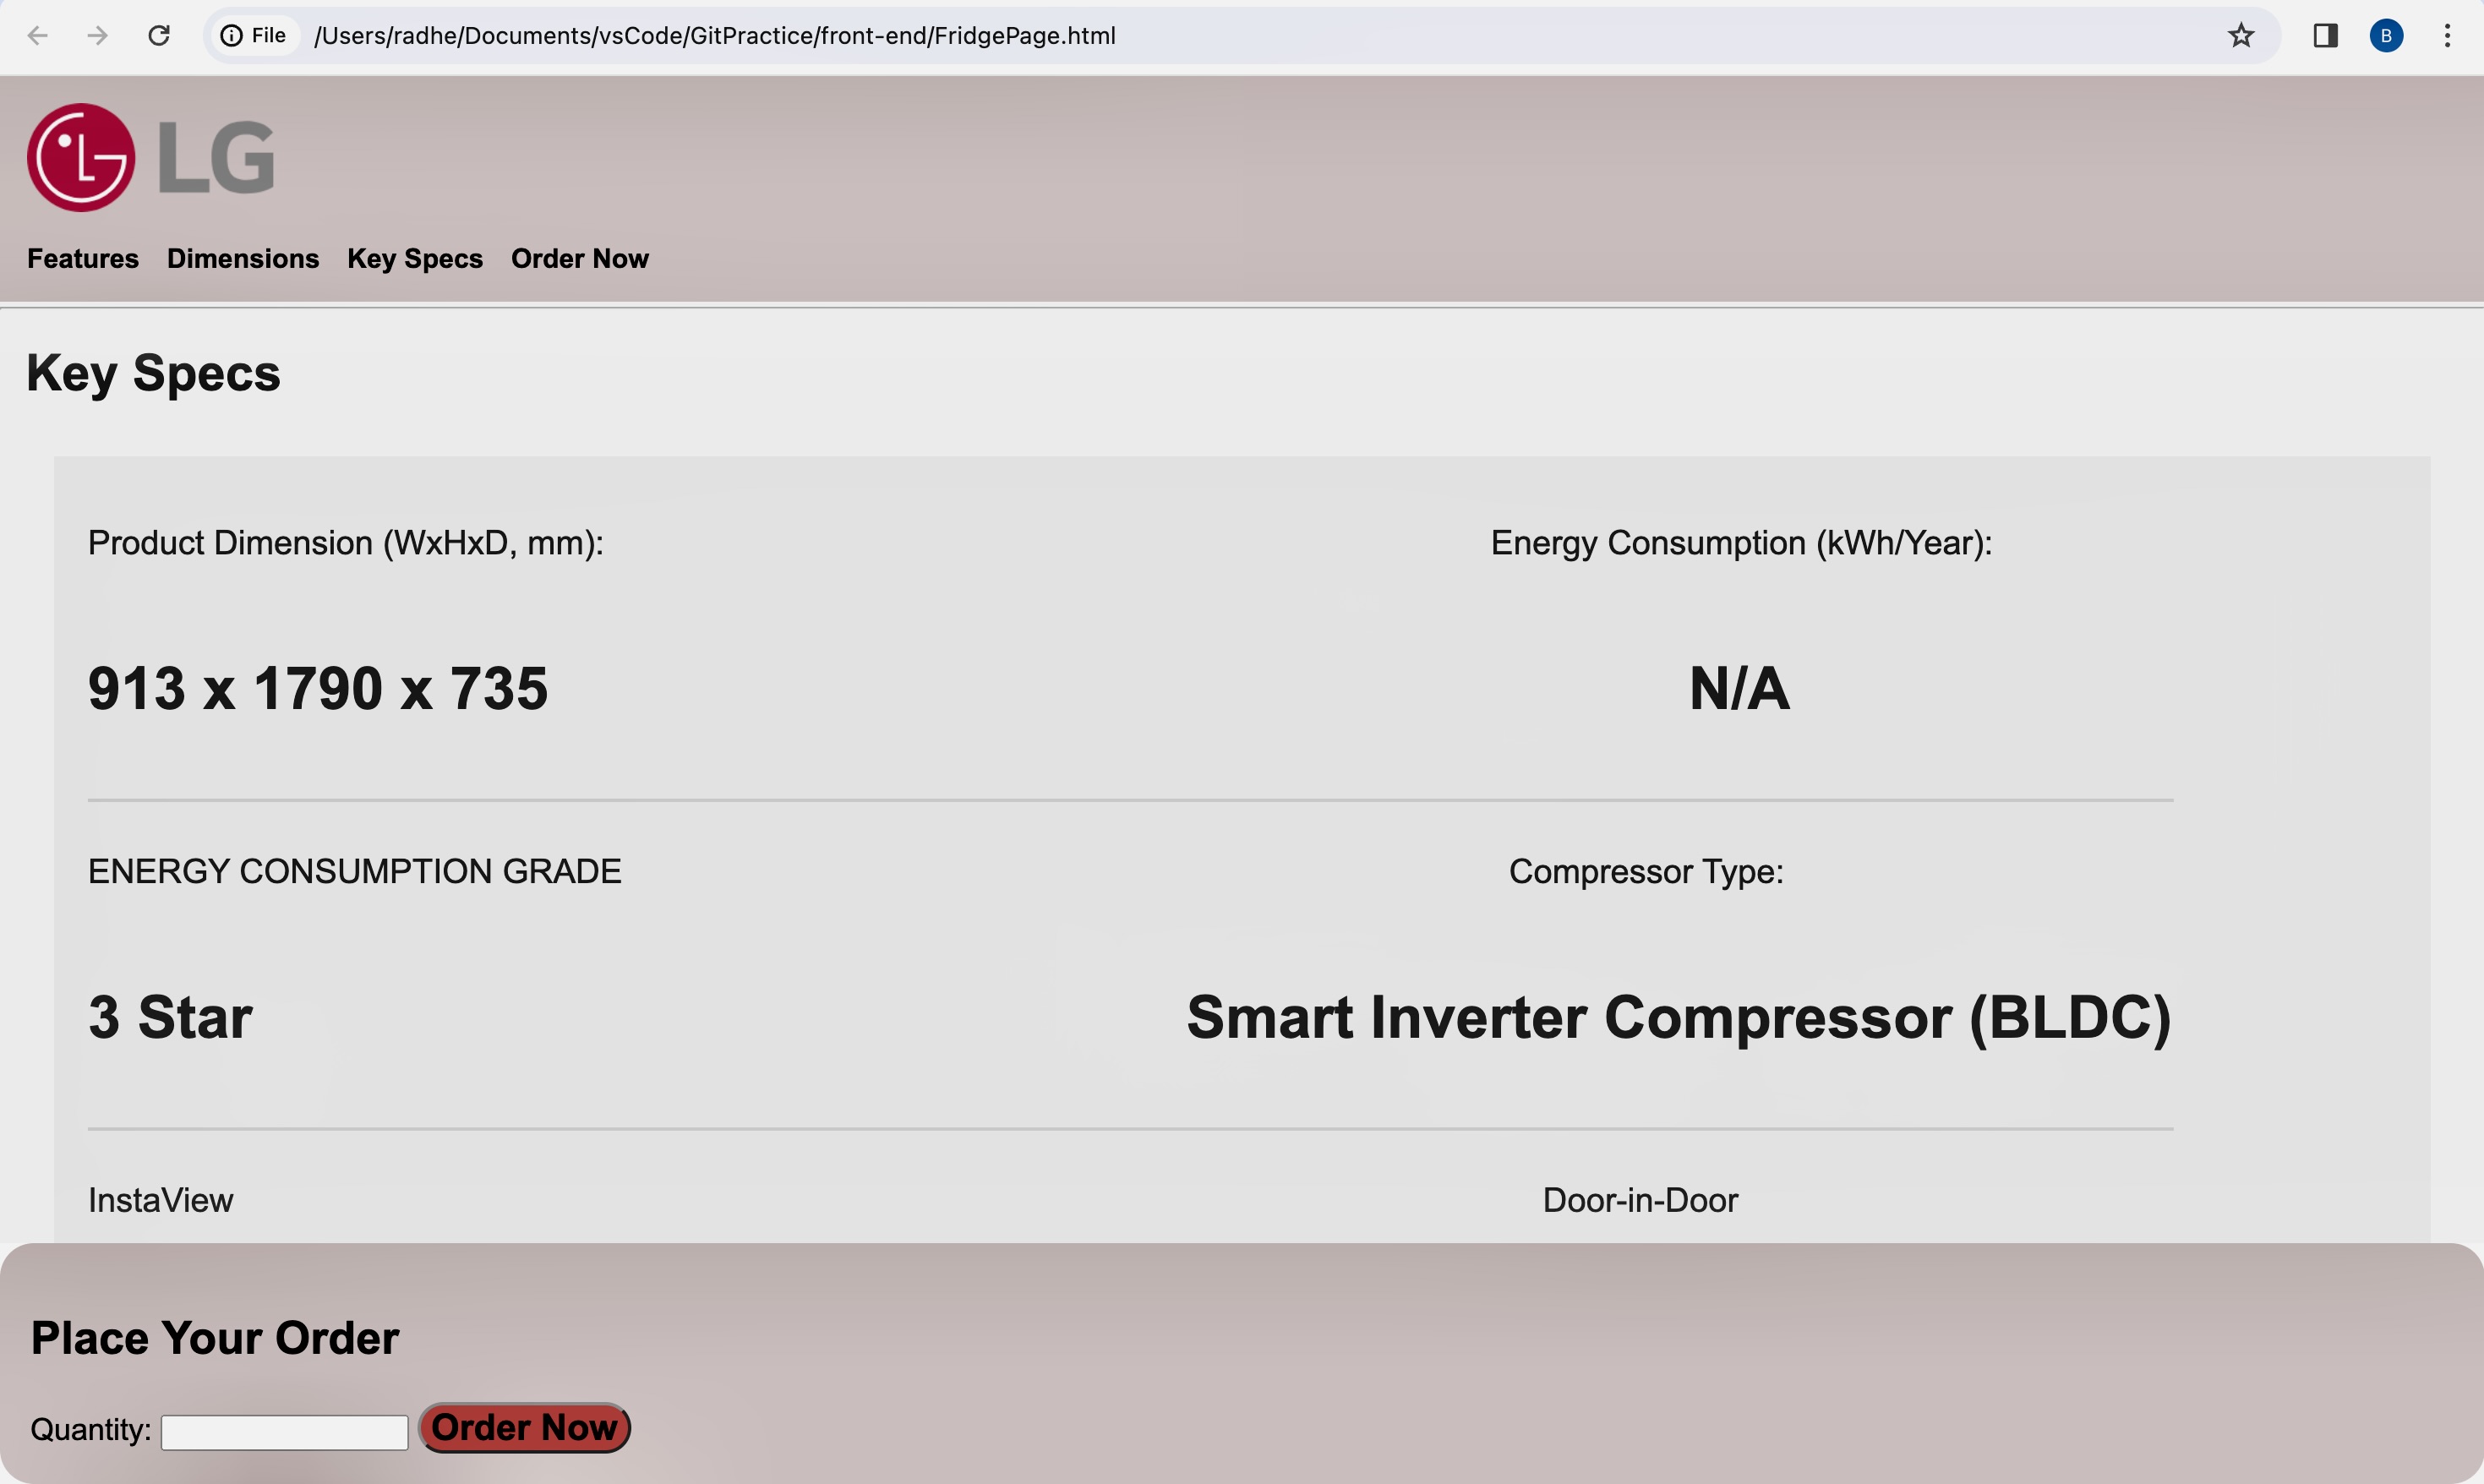 File /Users/radhe/Documents/vsCode/GitPractice/front-end/FridgePage.html B
LG LG
Features Dimensions Key Specs Order Now
Key Specs
Product Dimension (WxHxD, mm): Energy Consumption (kWh/Year):
913 x 1790 x 735 N/A
ENERGY CONSUMPTION GRADE Compressor Type:
3 Star Smart Inverter Compressor (BLDC)
InstaView Door-in-Door
Place Your Order
Quantity: Order Now